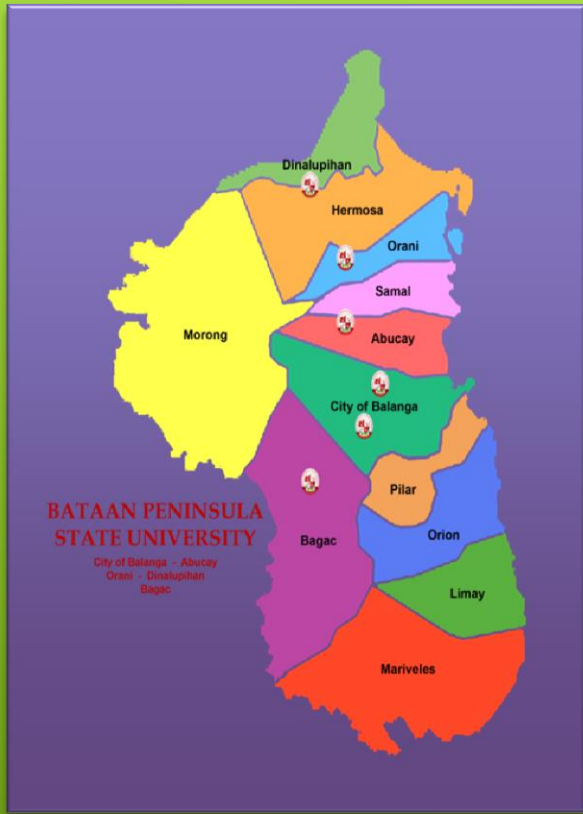 Dinalupihan
Hermosa
Orani
Samal
Morong
Abucay
City of Balanga
Pilar
BATAAN PENINSULA
STATE UNIVERSITY
City of Balanga - Abucay
Orani - Dinalupihan
Bagac
Bagac
Orion
Limay
Mariveles